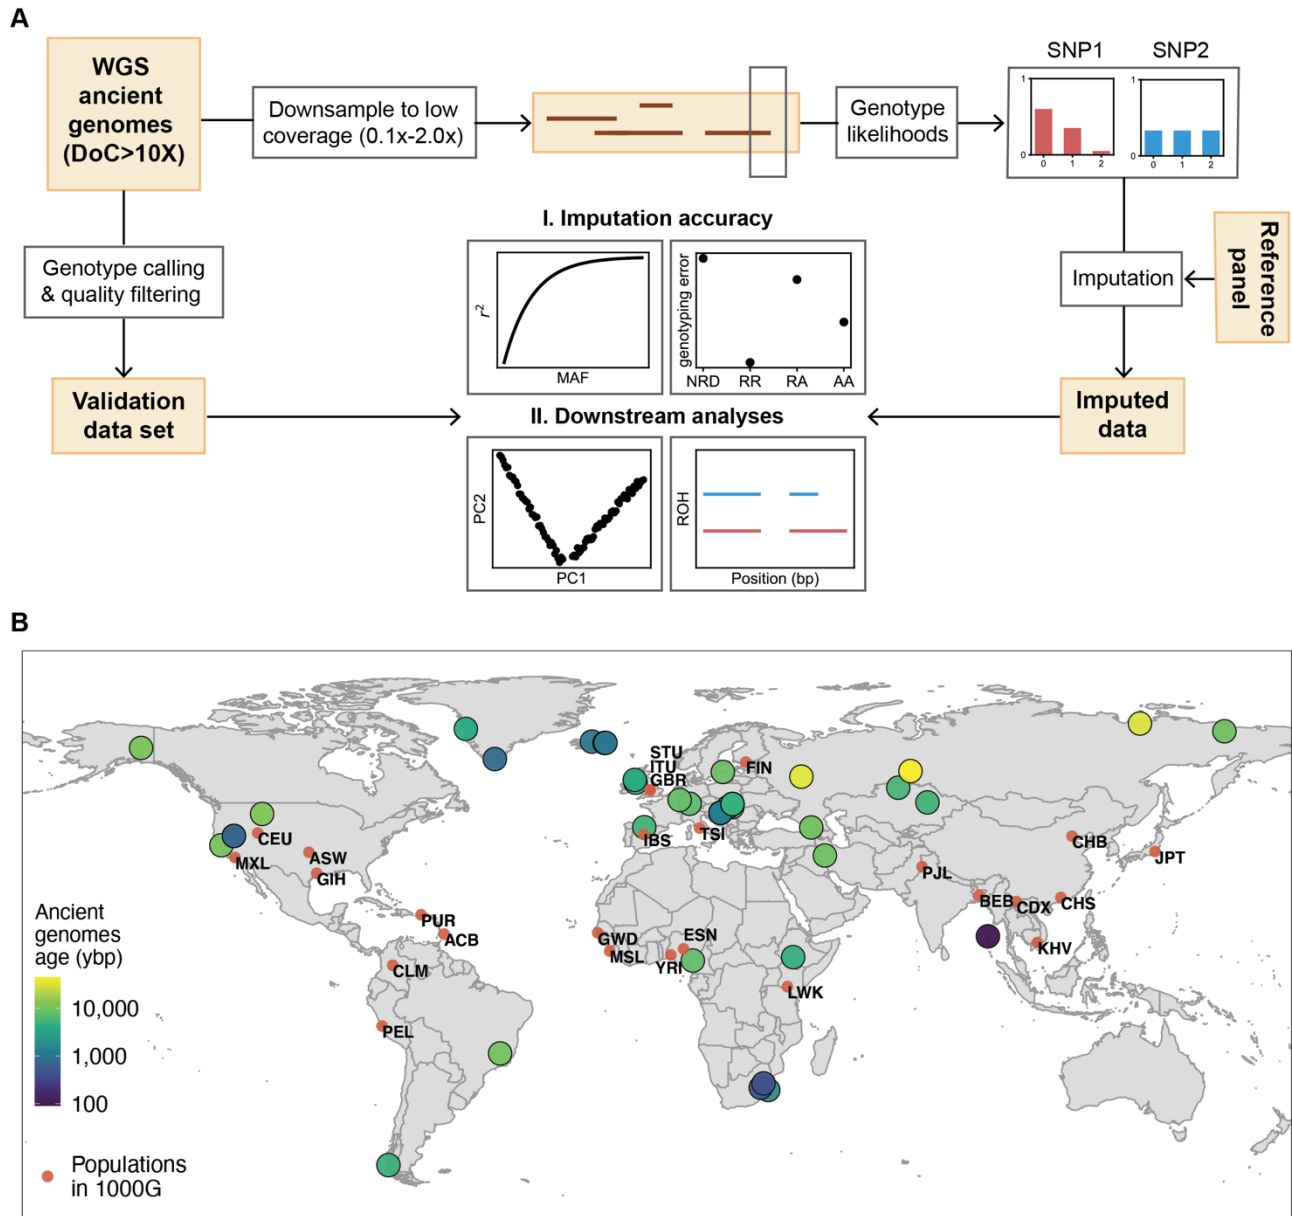 A
WGS
ancient
genomes
(DoC>10X)
Downsample to low
coverage (0.1x-2.0x)
Genotype
likelihoods
SNP1
SNP2
1
0
0
1
2
1
0
0
1
2
Genotype calling
& quality filtering
Validation
data set
I. Imputation accuracy
r²
MAF
genotyping error
NRD
RR
RA
AA
II. Downstream analyses
PC2
PC1
ROH
Position (bp)
Imputation
Reference
panel
Imputed
data
B
STU
ITU
GBR
FIN
IBS
TSI
CEU
MXL
ASW
GIH
PUR
ACB
CLM
PEL
GWD
MSL
YRI
ESN
LWK
PJL
BEB
CDX
CHS
KHV
CHB
JPT
Ancient
genomes
age (ybp)
10,000
1,000
100
Populations
in 1000G